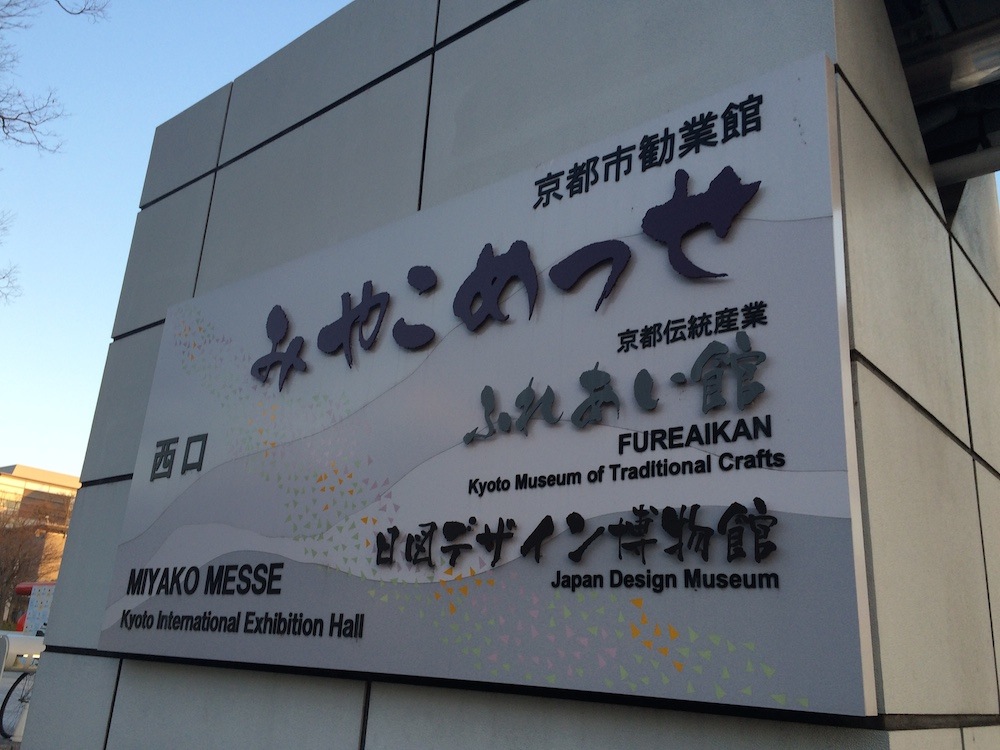 京都市勧業館
みやこめっせ
京都伝統産業
ふれあい館
FUREAIKAN
Kyoto Museum of Traditional Crafts
西口
日図デザイン博物館
Japan Design Museum
MIYAKO MESSE
Kyoto International Exhibition Hall